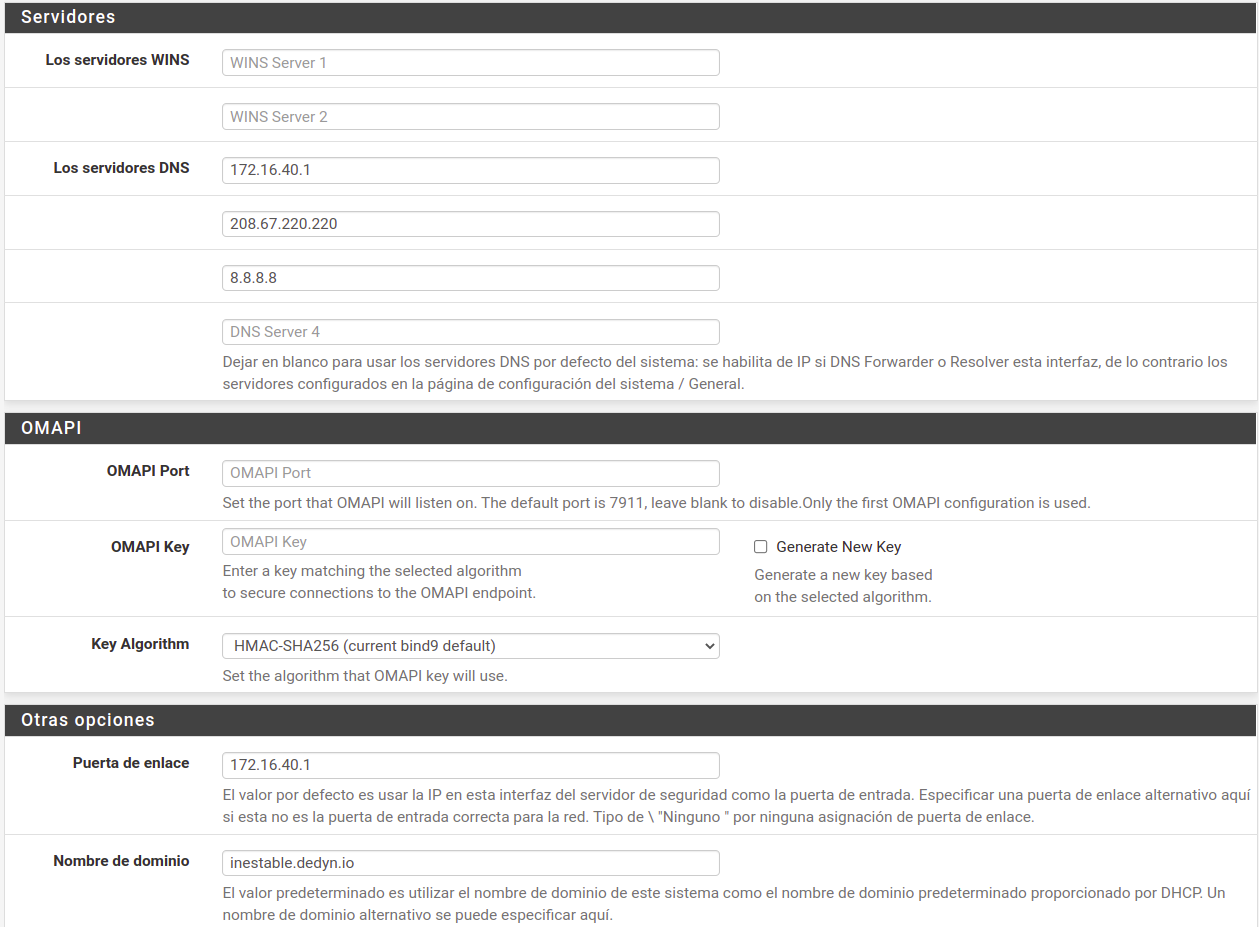 Servidores
Los servidores WINS
WINS Server 1
WINS Server 2
Los servidores DNS
172.16.40.1
208.67.220.220
8.8.8.8
DNS Server 4
Dejar en blanco para usar los servidores DNS por defecto del sistema: se habilita de IP si DNS Forwarder o Resolver esta interfaz, de lo contrario los
servidores configurados en la página de configuración del sistema / General.
OMAPI
OMAPI Port
OMAPI Port
Set the port that OMAPI will listen on. The default port is 7911, leave blank to disable.Only the first OMAPI configuration is used.
OMAPI Key
OMAPI Key
Enter a key matching the selected algorithm
to secure connections to the OMAPI endpoint.
Generate New Key
Generate a new key based
on the selected algorithm.
Key Algorithm
HMAC-SHA256 (current bind9 default)
Set the algorithm that OMAPI key will use.
Otras opciones
Puerta de enlace
172.16.40.1
El valor por defecto es usar la IP en esta interfaz del servidor de seguridad como la puerta de entrada. Especificar una puerta de enlace alternativo aquí
si esta no es la puerta de entrada correcta para la red. Tipo de \ "Ninguno " por ninguna asignación de puerta de enlace.
Nombre de dominio
inestable.dedyn.io
El valor predeterminado es utilizar el nombre de dominio de este sistema como el nombre de dominio predeterminado proporcionado por DHCP. Un
nombre de dominio alternativo se puede especificar aquí.